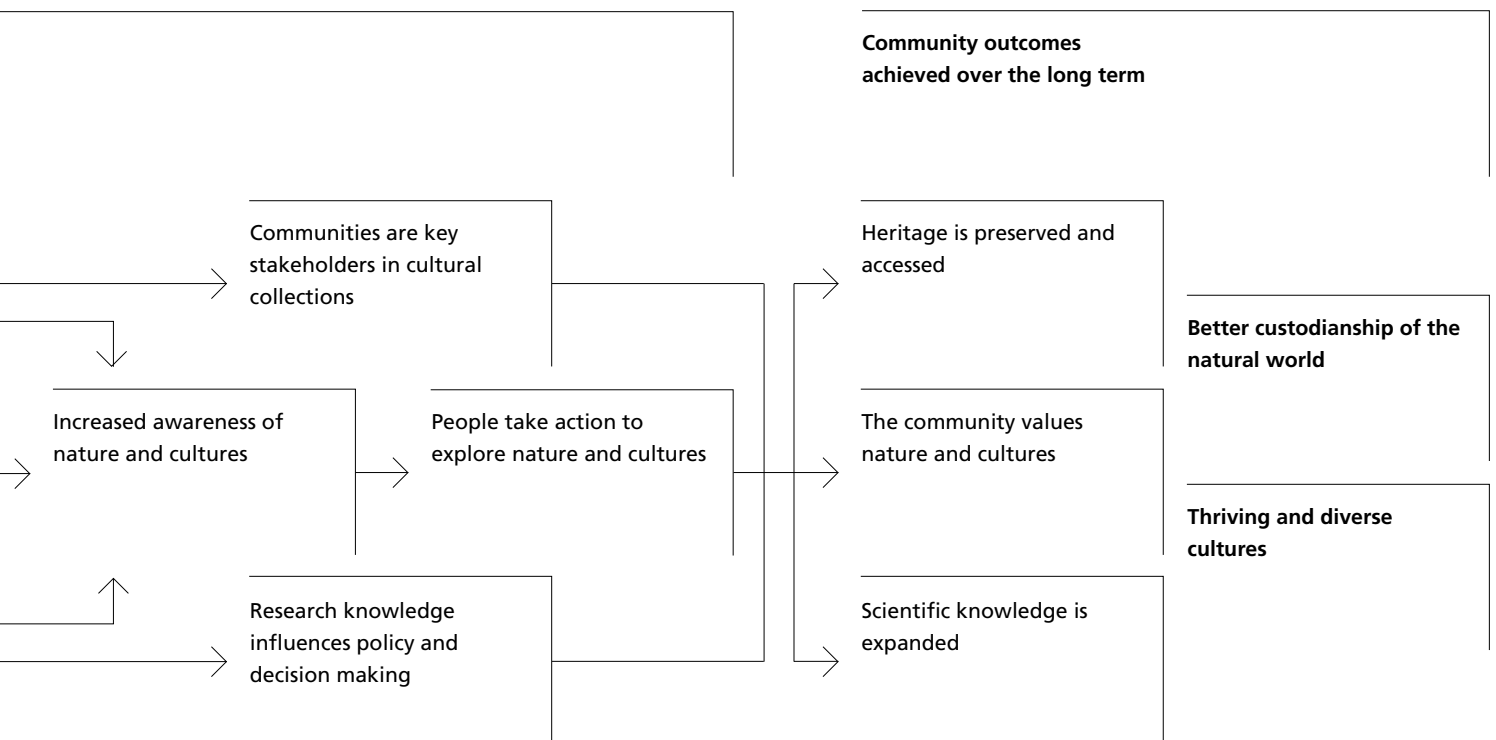 Community outcomes
achieved over the long term
Communities are key
stakeholders in cultural
collections
Heritage is preserved and
accessed
Better custodianship of the
natural world
Increased awareness of
nature and cultures
People take action to
explore nature and cultures
The community values
nature and cultures
Thriving and diverse
cultures
Research knowledge
influences policy and
decision making
Scientific knowledge is
expanded